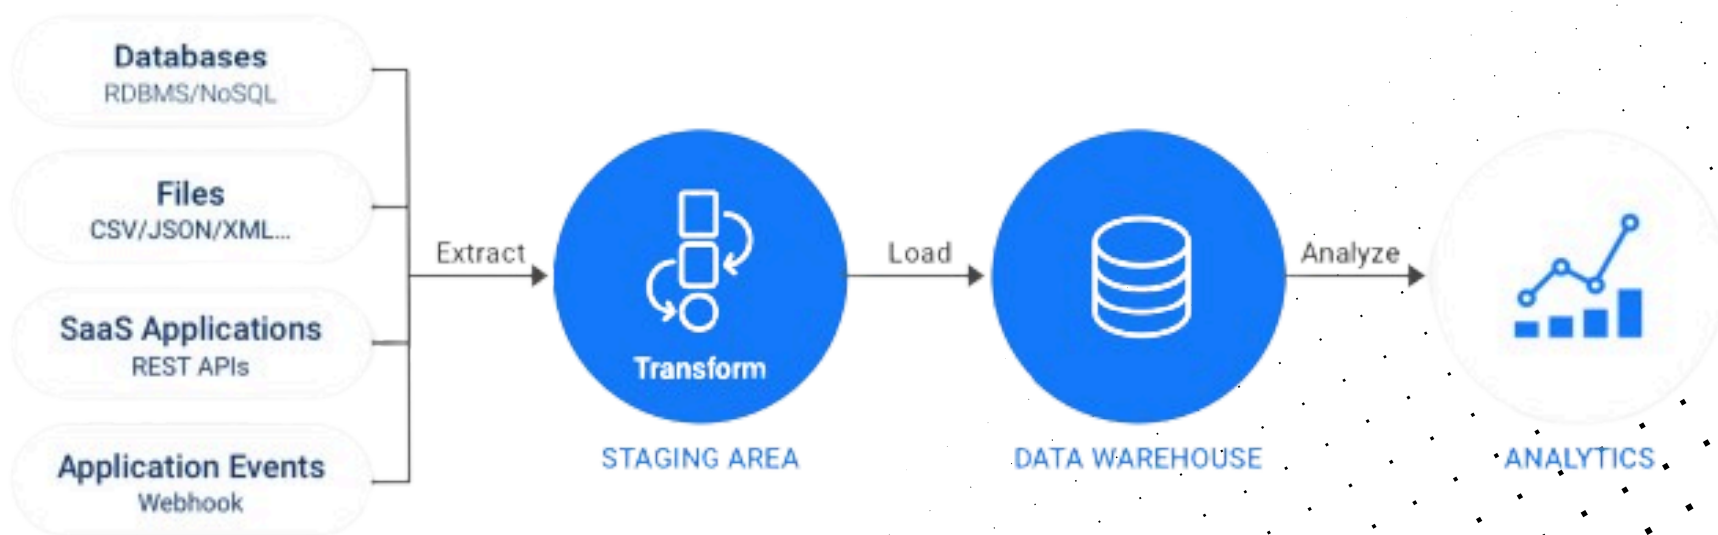 Databases
RDBMS/NoSQL
Files
CSV/JSON/XML...
SaaS Applications
REST APIs
Application Events
Webhook
Extract
Transform
STAGING AREA
Load
DATA WAREHOUSE
Analyze
ANALYTICS